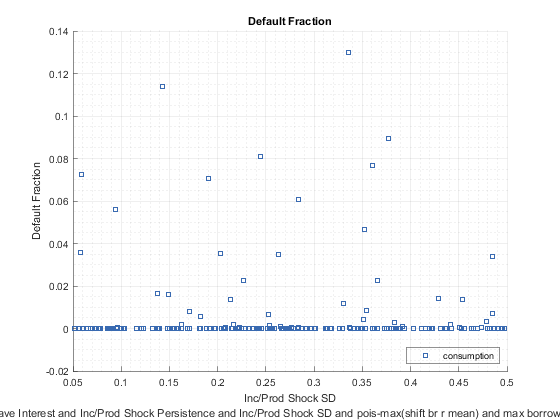 Default Fraction
0.14
0.12
0.1
0.08
0.06
0.04
0.02
0
-0.02
Default Fraction
consumption
0.05 0.1 0.15 0.2 0.25 0.3 0.35 0.4 0.45 0.5
Inc/Prod Shock SD
ave Interest and Inc/Prod Shock Persistence and Inc/Prod Shock SD and pois-max(shift br r mean) and max borrow